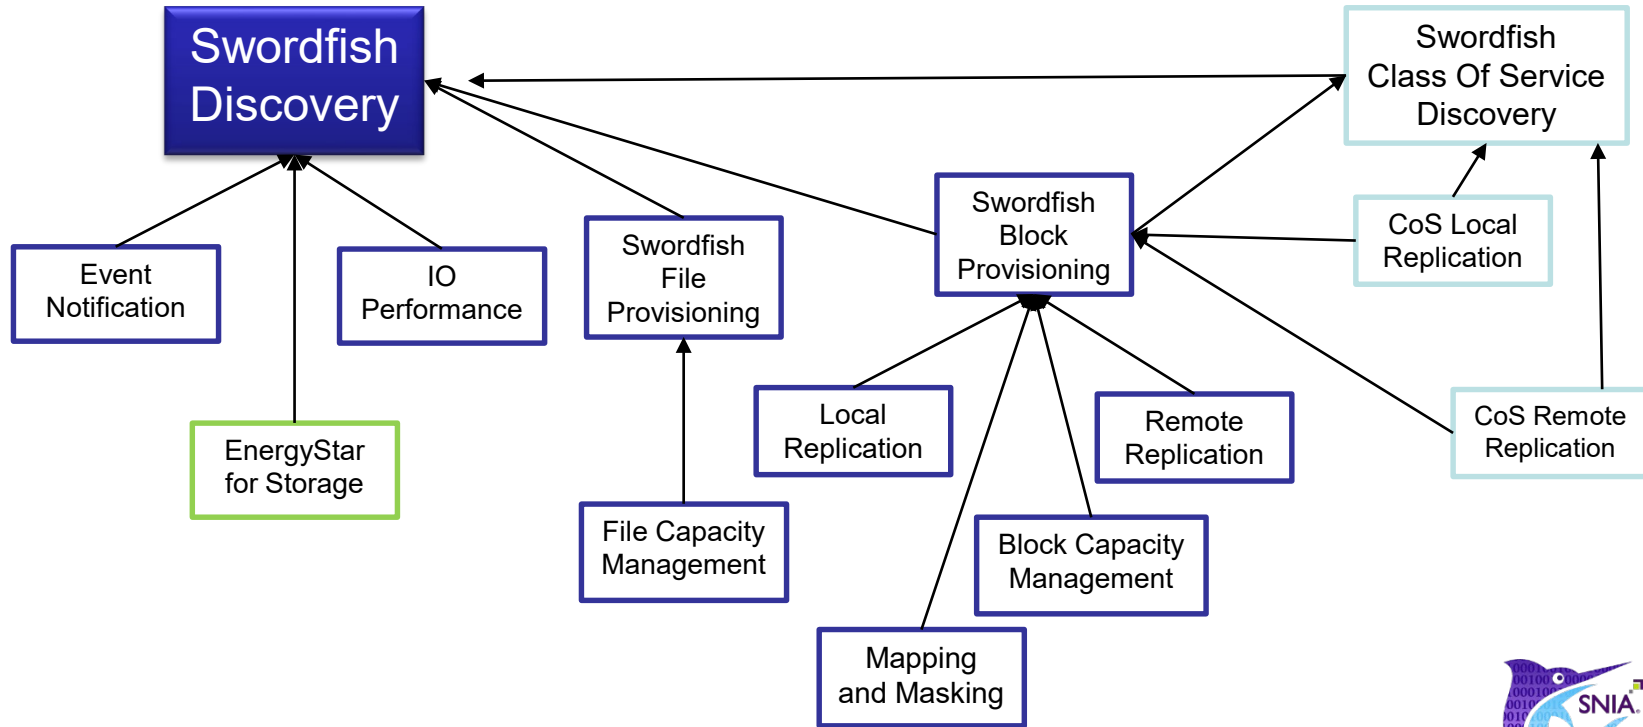 Swordfish
Discovery
Swordfish
Class Of Service
Discovery
Swordfish
Block
Provisioning
CoS Local
Replication
Event
Notification
IO
Performance
Swordfish
File
Provisioning
Local
Replication
Remote
Replication
CoS Remote
Replication
EnergyStar
for Storage
File Capacity
Management
Block Capacity
Management
Mapping
and Masking
SNIA